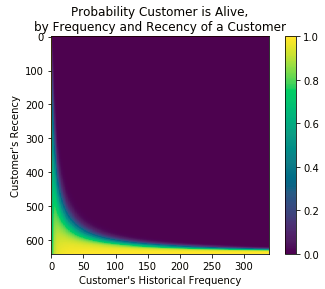 Probability Customer is Alive,
by Frequency and Recency of a Customer
0
100
200
300
400
500
600
Customer's Recency
0 50 100 150 200 250 300
Customer's Historical Frequency
1.0
0.8
0.6
0.4
0.2
0.0